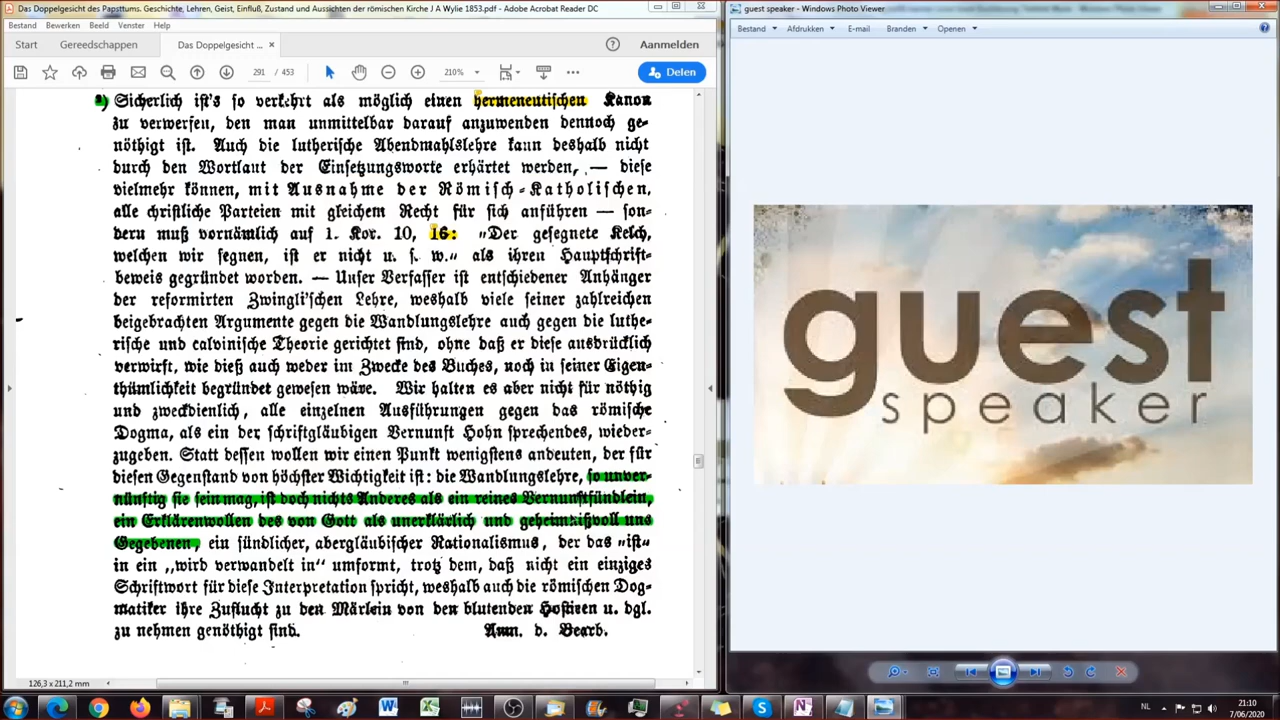 Das Doppelgesicht des Papsttums. Geschichte, Lehren, Geist, Einfluß, Zustand und Aussichten der römischen Kirche J A Wylie 1853.pdf - Adobe Acrobat Reader DC
Bestand Bewerken Beeld Venster Help
Start Gereedschappen Das Doppelgesicht ... × Aanmelden
291 / 453 210% Delen
²) Sicherlich ist's so verkehrt als möglich einen hermeneutischen Kanon
zu verwerfen, den man unmittelbar darauf anzuwenden dennoch ge-
nöthigt ist. Auch die lutherische Abendmahlslehre kann deshalb nicht
durch den Wortlaut der Einsetzungsworte erhärtet werden, — diese
vielmehr können, mit Ausnahme der Römisch-Katholischen,
alle christliche Parteien mit gleichem Recht für sich anführen — son-
dern muß vornämlich auf 1. Kor. 10, 16: „Der gesegnete Kelch,
welchen wir segnen, ist er nicht u. s. w.“ als ihren Hauptschrift-
beweis gegründet worden. — Unser Verfasser ist entschiedener Anhänger
der reformirten Zwingli'schen Lehre, weshalb viele seiner zahlreichen
beigebrachten Argumente gegen die Wandlungslehre auch gegen die luthe-
rische und calvinische Theorie gerichtet sind, ohne daß er diese ausdrücklich
verwirft, wie dieß auch weder im Zwecke des Buches, noch in seiner Eigen-
thümlichkeit begründet gewesen wäre. Wir halten es aber nicht für nöthig
und zweckdienlich, alle einzelnen Ausführungen gegen das römische
Dogma, als ein der schriftgläubigen Vernunft Hohn sprechendes, wieder-
zugeben. Statt dessen wollen wir einen Punkt wenigstens andeuten, der für
diesen Gegenstand von höchster Wichtigkeit ist: die Wandlungslehre, so unver-
nünftig sie sein mag, ist doch nichts Anderes als ein reines Vernunftfündlein,
ein Erklärenwollen des von Gott als unerklärlich und geheimnißvoll uns
Gegebenen, ein sündlicher, abergläubischer Rationalismus, der das „ist“
in ein „wird verwandelt in“ umformt, trotz dem, daß nicht ein einziges
Schriftwort für diese Interpretation spricht, weshalb auch die römischen Dog-
matiker ihre Zuflucht zu den Märlein von den blutenden Hostien u. dgl.
zu nehmen genöthigt sind. Anm. d. Bearb.
126,3 x 211,2 mm
guest speaker - Windows Photo Viewer
Bestand Afdrukken E-mail Branden Openen
guest
speaker
NL 21:10
7/06/2020